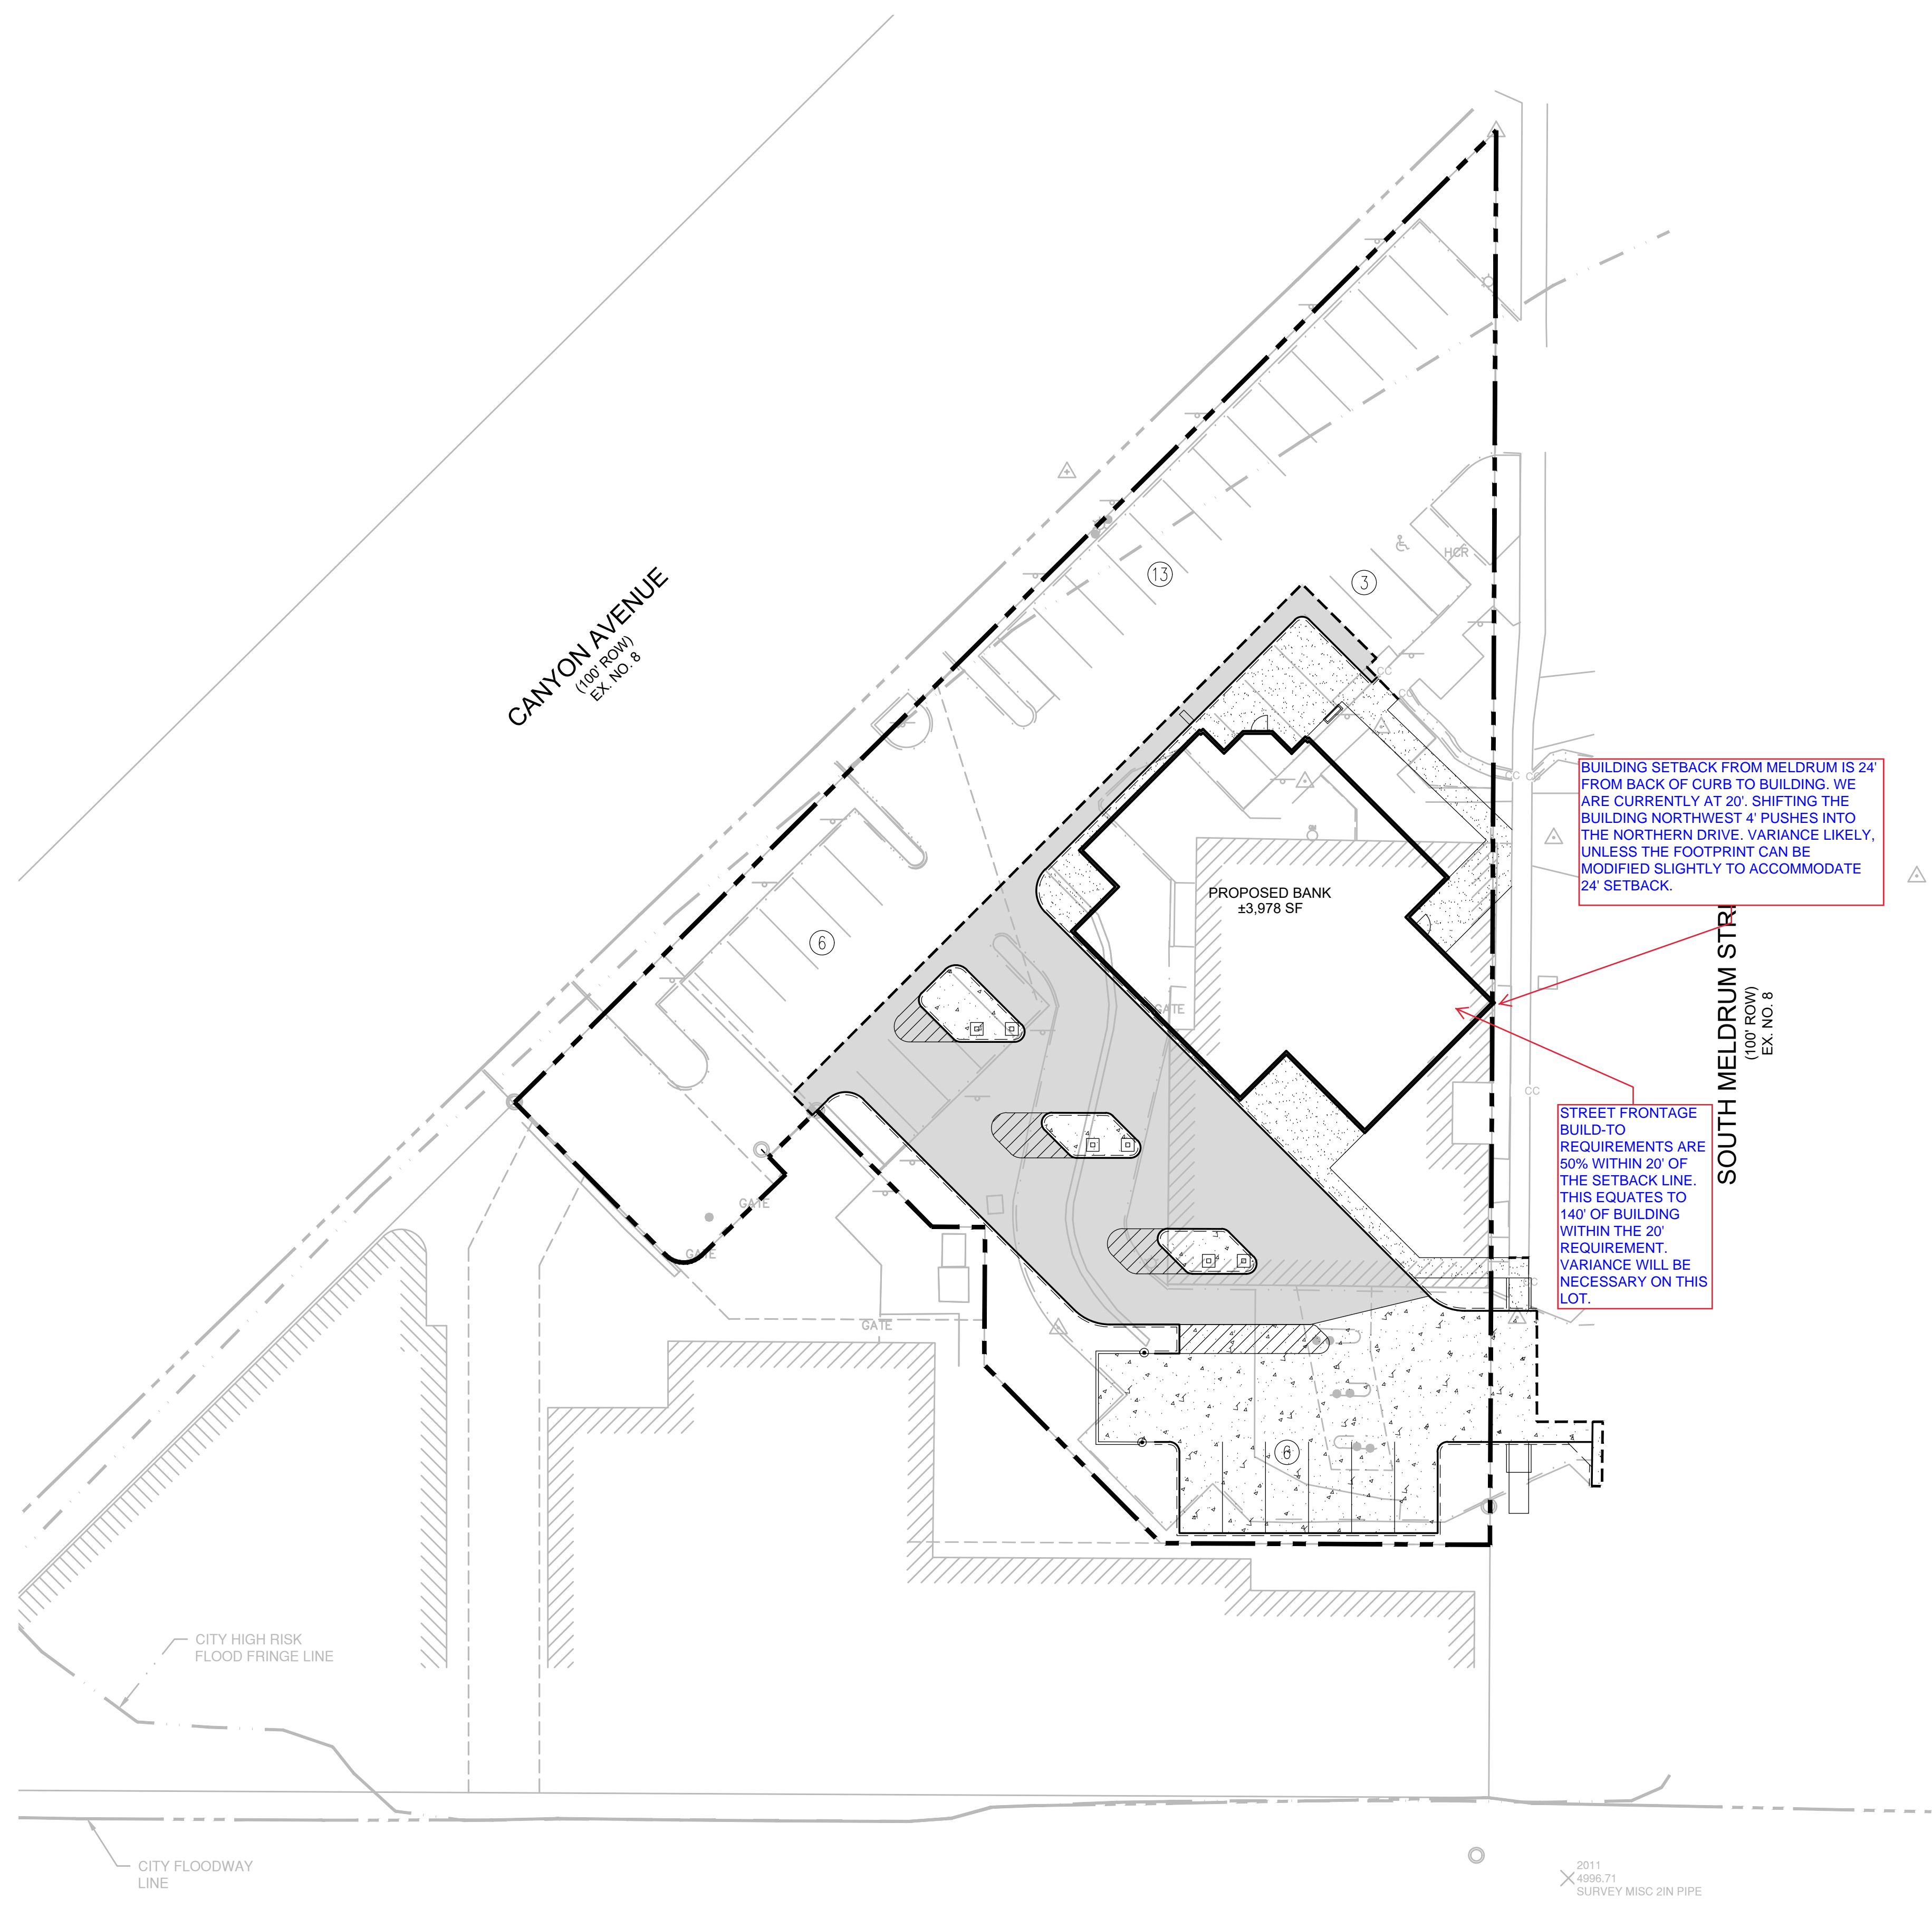 CANYON AVENUE
(100' ROW)
EX. NO. 8
13
3
HCR
CC
CC
CC CC
BUILDING SETBACK FROM MELDRUM IS 24'
FROM BACK OF CURB TO BUILDING. WE
ARE CURRENTLY AT 20'. SHIFTING THE
BUILDING NORTHWEST 4' PUSHES INTO
THE NORTHERN DRIVE. VARIANCE LIKELY,
UNLESS THE FOOTPRINT CAN BE
MODIFIED SLIGHTLY TO ACCOMMODATE
24' SETBACK.
PROPOSED BANK
±3,978 SF
6
GATE
SOUTH MELDRUM STR
(100' ROW)
EX. NO. 8
CC
STREET FRONTAGE
BUILD-TO
REQUIREMENTS ARE
50% WITHIN 20' OF
THE SETBACK LINE.
THIS EQUATES TO
140' OF BUILDING
WITHIN THE 20'
REQUIREMENT.
VARIANCE WILL BE
NECESSARY ON THIS
LOT.
GATE
GATE
CC
GATE
6
CITY HIGH RISK
FLOOD FRINGE LINE
CITY FLOODWAY
LINE
2011
4996.71
SURVEY MISC 2IN PIPE